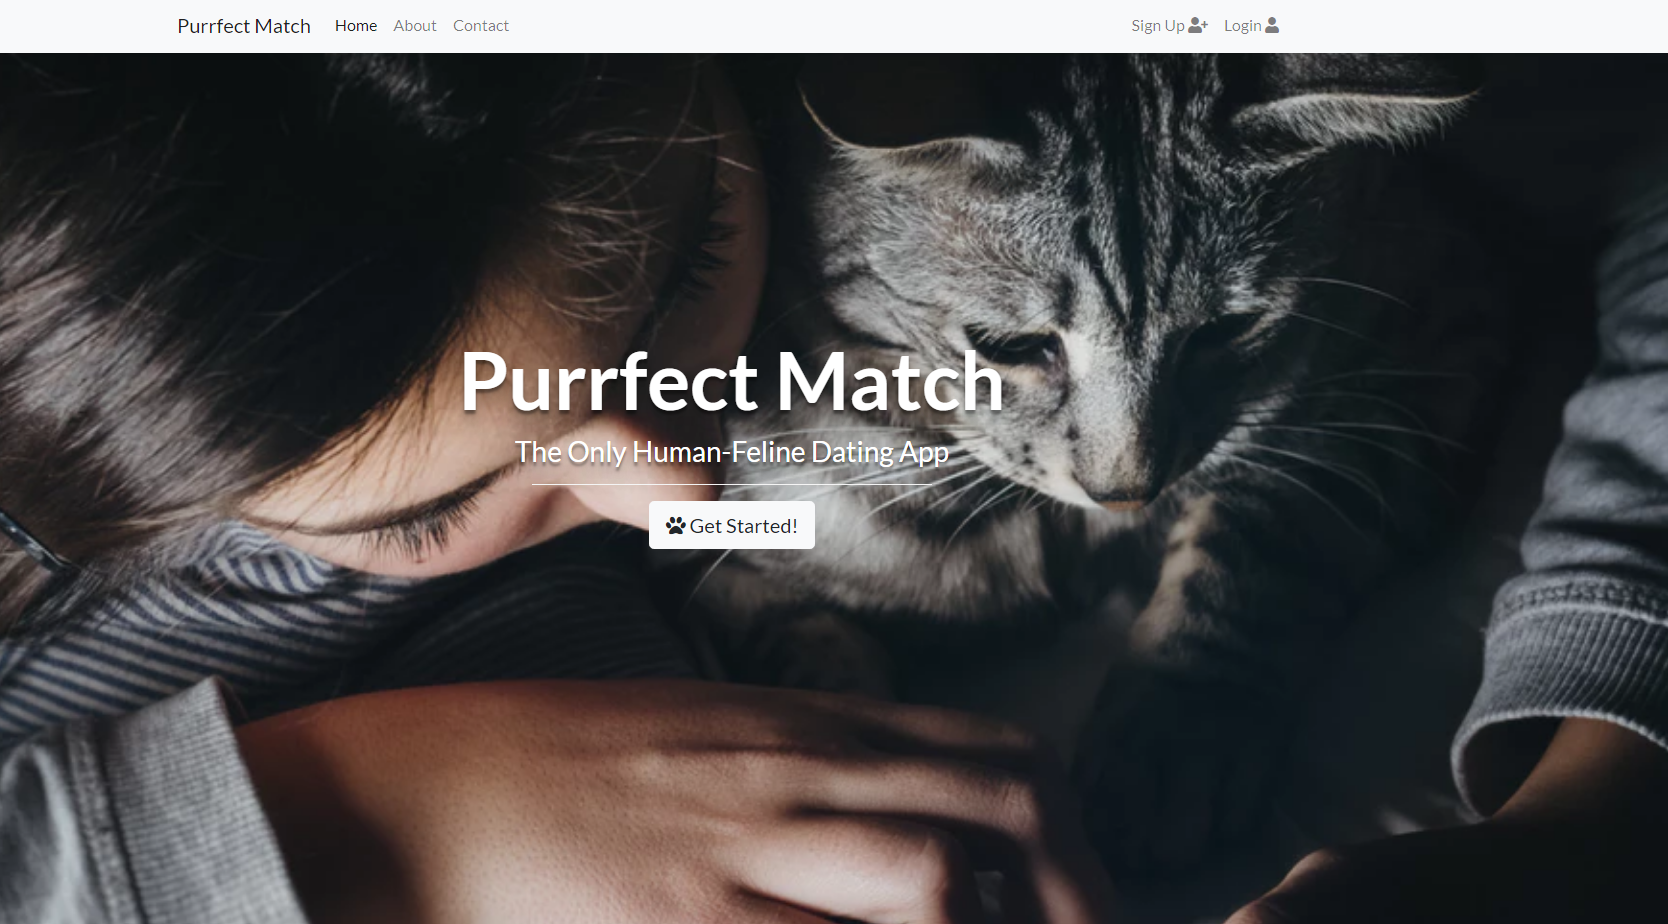 Purrfect Match Home About Contact Sign Up Login
Purrfect Match
The Only Human-Feline Dating App
Get Started!